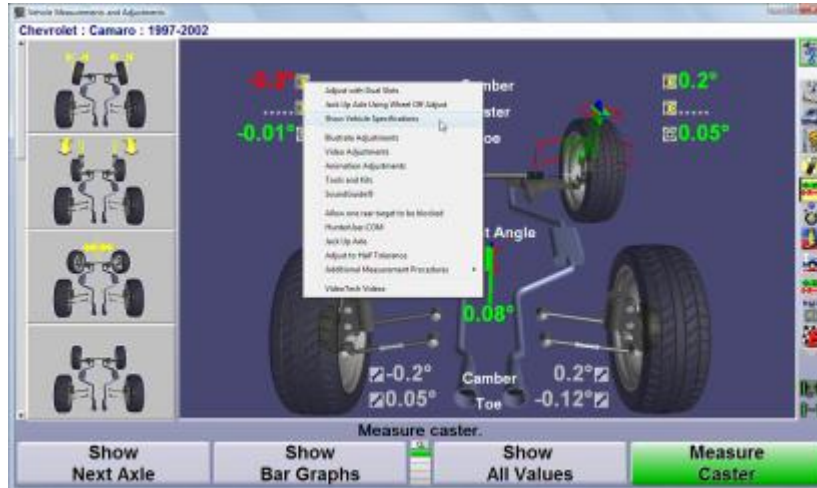 Vehicle Measurements and Adjustments
Chevrolet : Camaro : 1997-2002
0.2°
-0.01°
0.05°
Adjust with Dual Slots
Jack Up Axle Using Wheel Off Adjust
Show Vehicle Specifications
Illustrate Adjustments
Video Adjustments
Animation Adjustments
Tools and Kits
SoundGuide®
Allow one rear target to be blocked
HunterUser.COM
Jack Up Axle
Adjust to Half Tolerance
Additional Measurement Procedures
VideoTech Videos
Angle
0.08°
-0.2° Camber 0.2°
0.05° Toe -0.12°
Measure caster.
Show Next Axle
Show Bar Graphs
Show All Values
Measure Caster